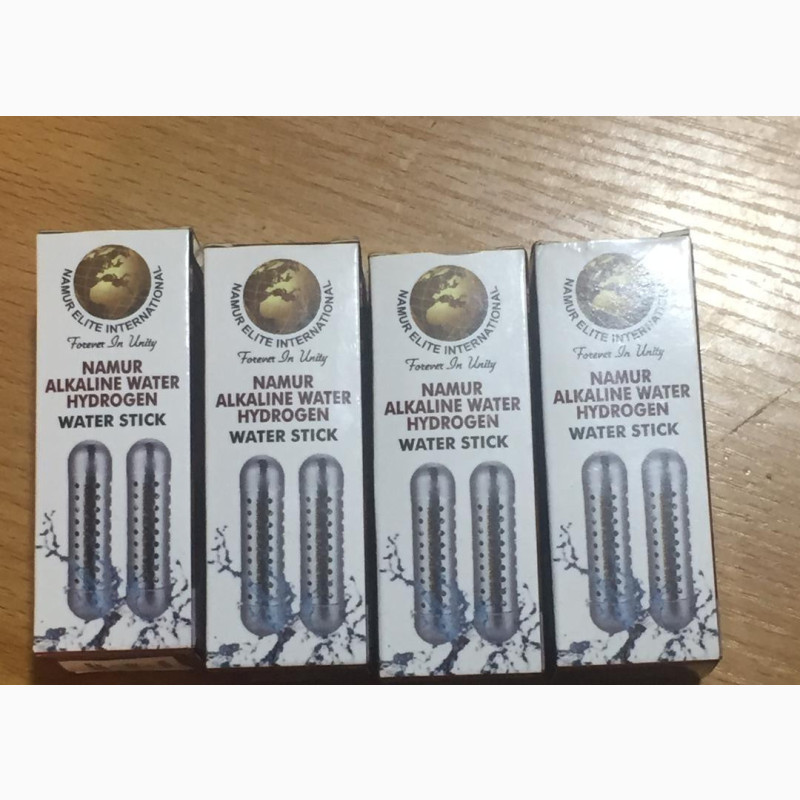 NAMUR ELITE INTERNATIONAL
Forever In Unity
NAMUR
ALKALINE WATER
HYDROGEN
WATER STICK
NAMUR ELITE INTERNATIONAL
Forever In Unity
NAMUR
ALKALINE WATER
HYDROGEN
WATER STICK
NAMUR ELITE INTERNATIONAL
Forever In Unity
NAMUR
ALKALINE WATER
HYDROGEN
WATER STICK
NAMUR ELITE INTERNATIONAL
Forever In Unity
NAMUR
ALKALINE WATER
HYDROGEN
WATER STICK